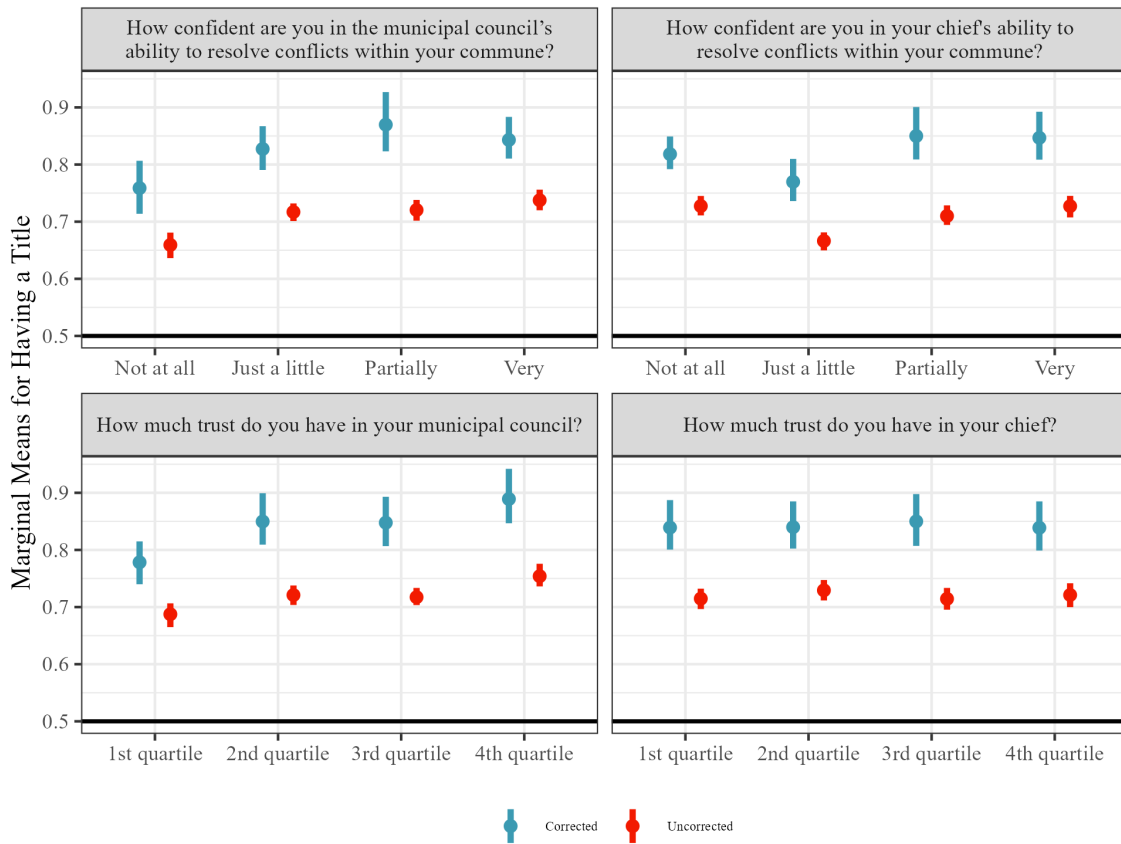 How confident are you in the municipal council’s
ability to resolve conflicts within your commune?
How confident are you in your chief's ability to
resolve conflicts within your commune?
Marginal Means for Having a Title
0.9
0.8
0.7
0.6
0.5
Not at all Just a little Partially Very
Not at all Just a little Partially Very
How much trust do you have in your municipal council?
How much trust do you have in your chief?
0.9
0.8
0.7
0.6
0.5
1st quartile 2nd quartile 3rd quartile 4th quartile
1st quartile 2nd quartile 3rd quartile 4th quartile
Corrected Uncorrected